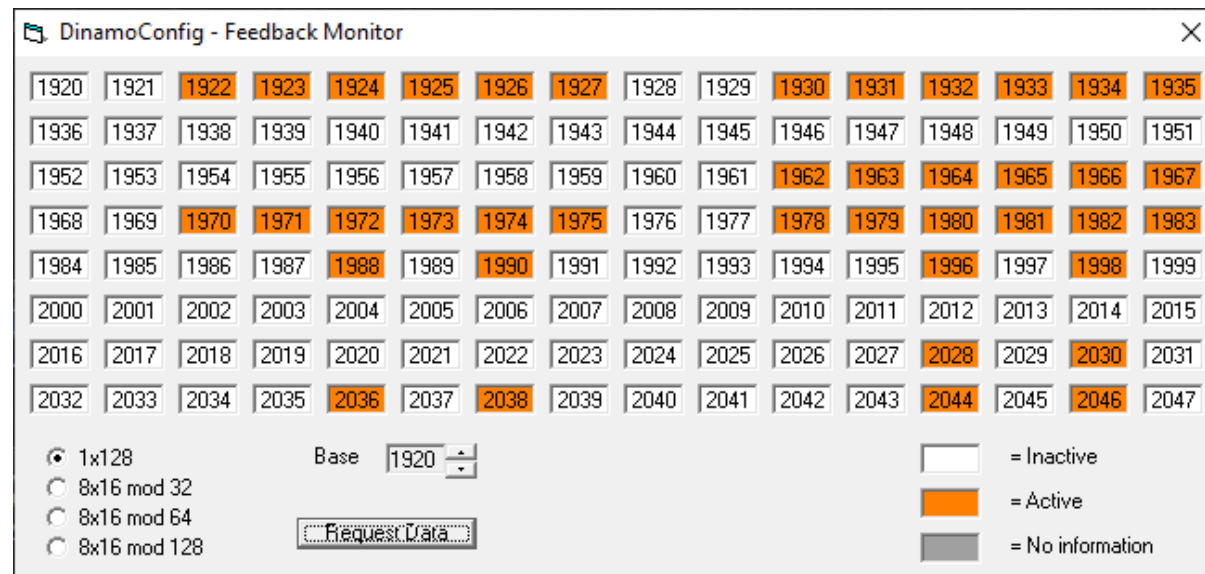 DinamoConfig - Feedback Monitor
1920 1921 1922 1923 1924 1925 1926 1927 1928 1929 1930 1931 1932 1933 1934 1935
1936 1937 1938 1939 1940 1941 1942 1943 1944 1945 1946 1947 1948 1949 1950 1951
1952 1953 1954 1955 1956 1957 1958 1959 1960 1961 1962 1963 1964 1965 1966 1967
1968 1969 1970 1971 1972 1973 1974 1975 1976 1977 1978 1979 1980 1981 1982 1983
1984 1985 1986 1987 1988 1989 1990 1991 1992 1993 1994 1995 1996 1997 1998 1999
2000 2001 2002 2003 2004 2005 2006 2007 2008 2009 2010 2011 2012 2013 2014 2015
2016 2017 2018 2019 2020 2021 2022 2023 2024 2025 2026 2027 2028 2029 2030 2031
2032 2033 2034 2035 2036 2037 2038 2039 2040 2041 2042 2043 2044 2045 2046 2047
1x128 Base 1920 = Inactive
8x16 mod 32
8x16 mod 64 = Active
Request Data
8x16 mod 128 = No information